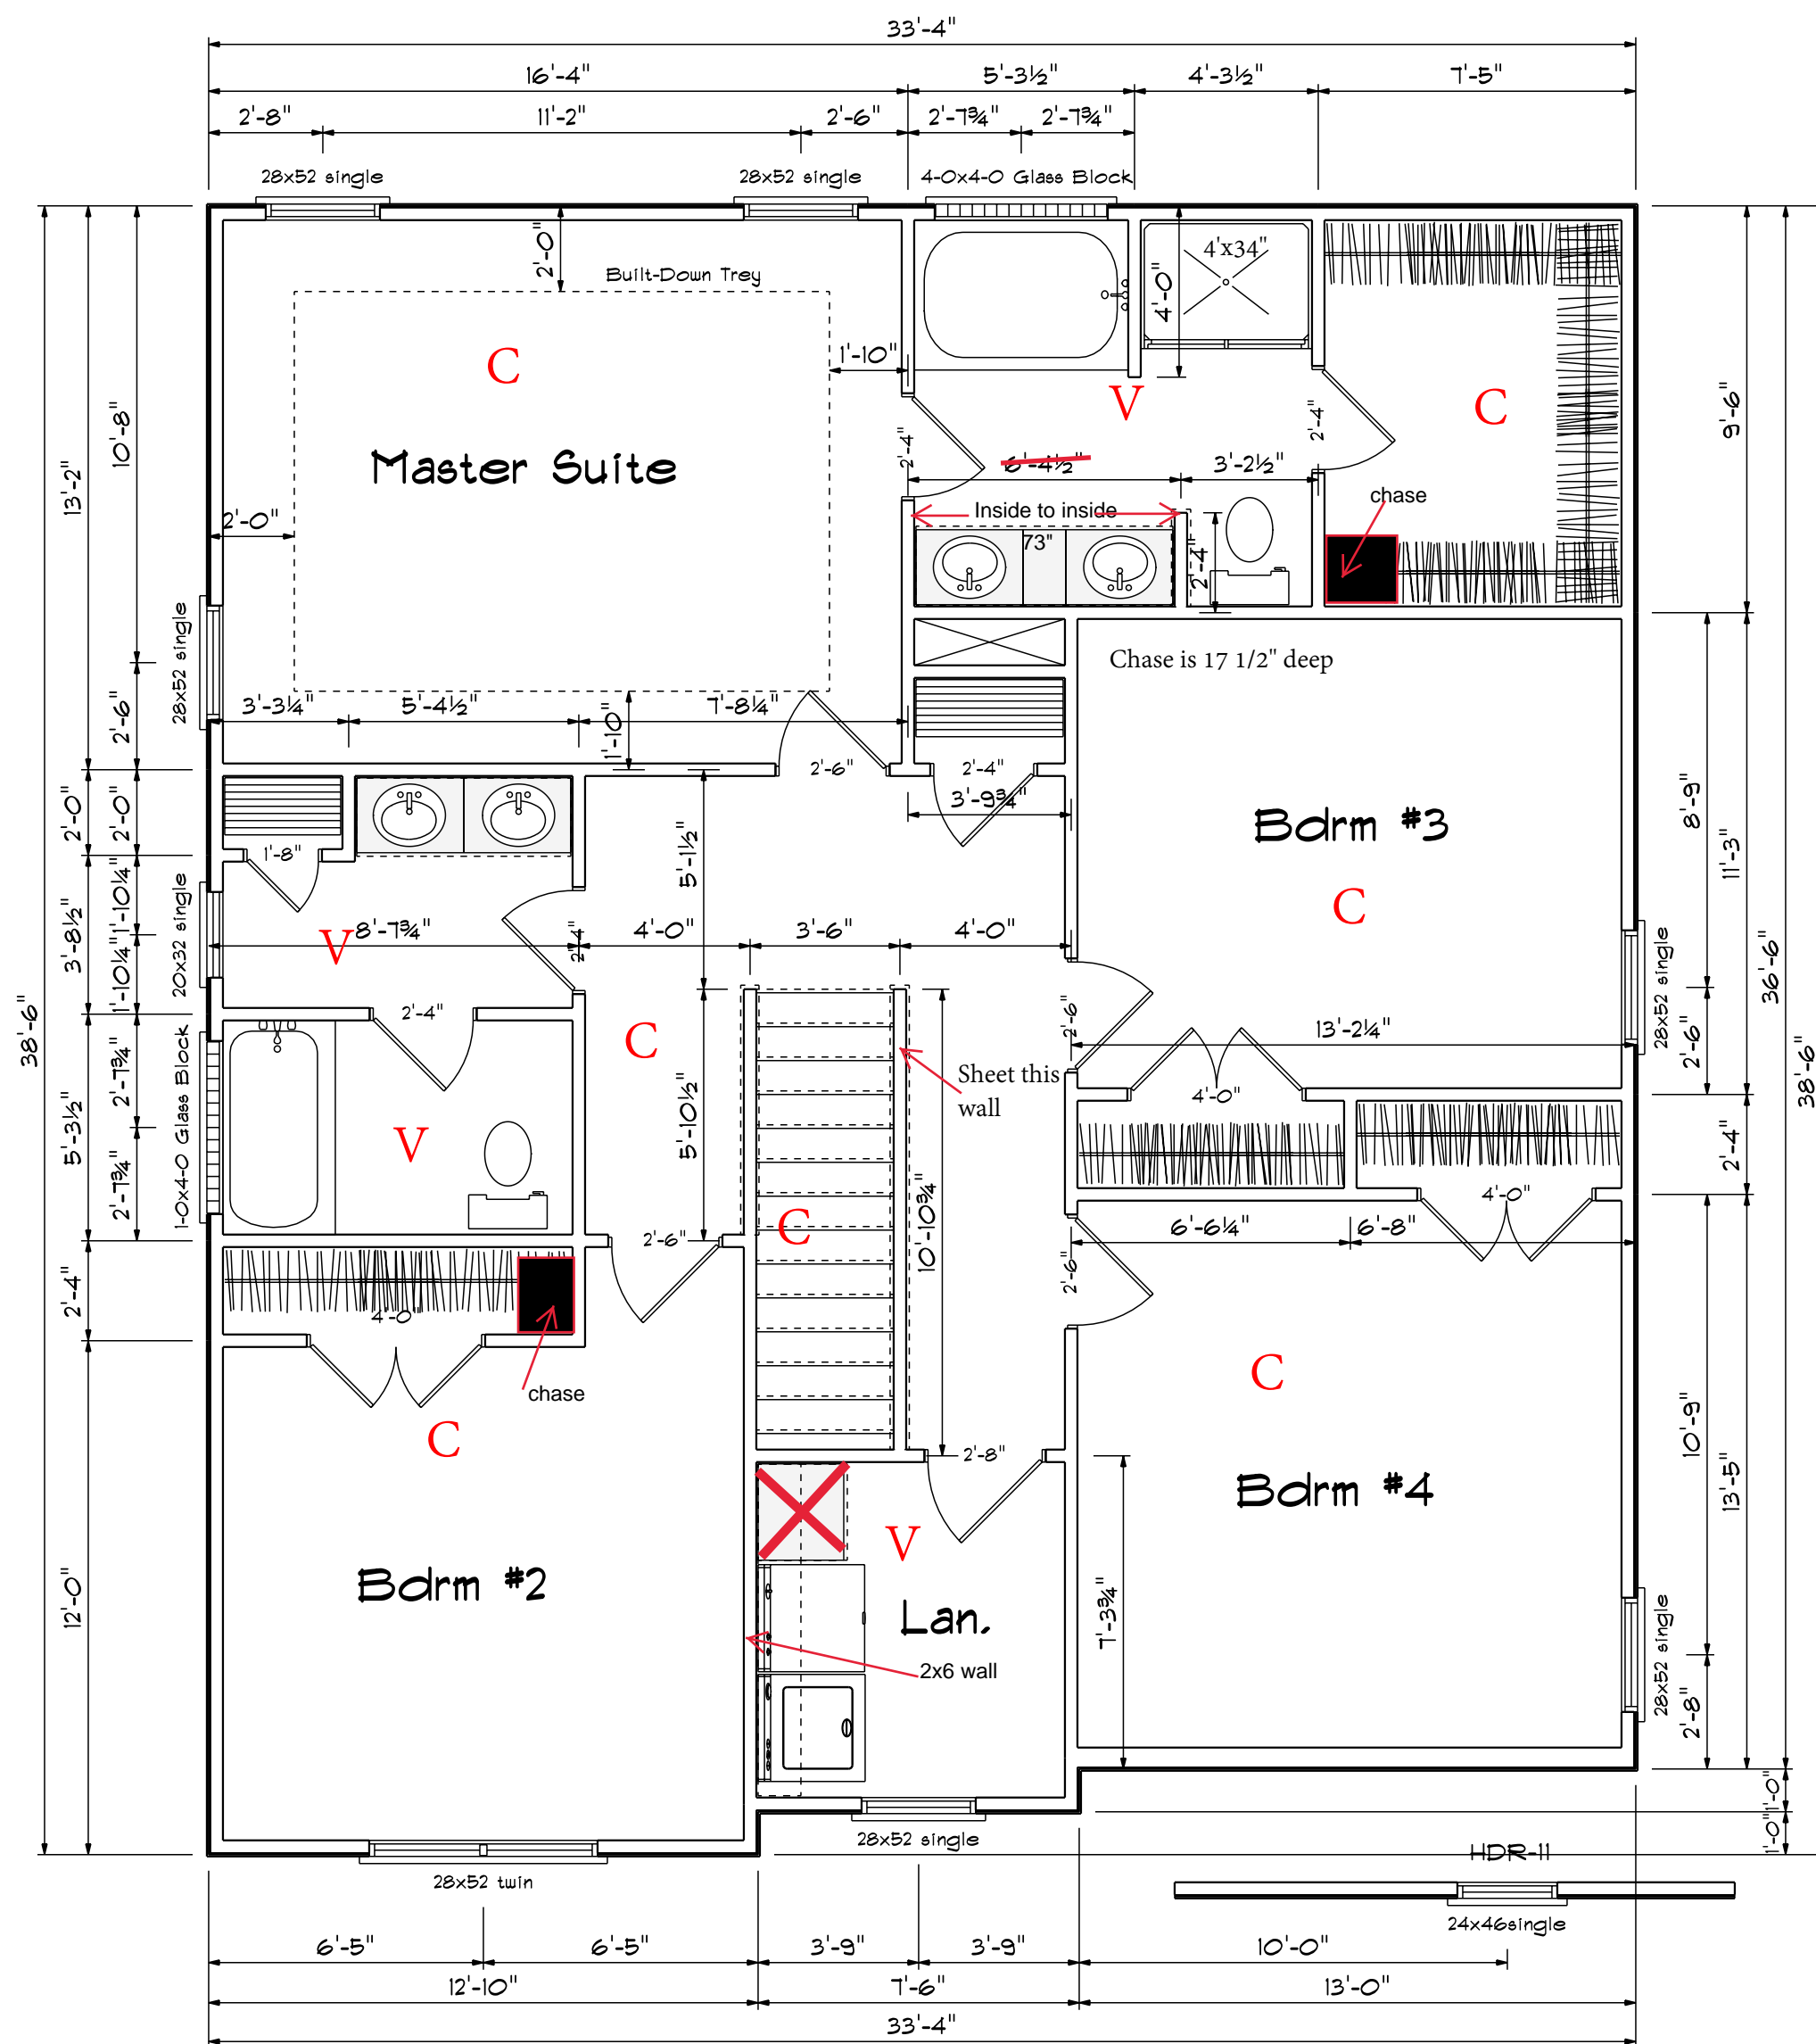 33'-4"
16'-4"
5'-3½"
4'-3½"
7'-5"
2'-8"
11'-2"
2'-6"
2'-7¾"
2'-7¾"
28x52 single
28x52 single
4-0x4-0 Glass Block
2'-0"
Built-Down Trey
4'x34"
4'-0"
C
1'-10"
V
C
2'-4"
2'-4"
10'-8"
13'-2"
9'-6"
Master Suite
6'-4½"
3'-2½"
chase
2'-0"
Inside to inside
73"
2'-4"
28x52 single
Chase is 17 1/2" deep
3'-3¼"
5'-4½"
7'-8¼"
1'-10"
2'-6"
2'-6"
2'-4"
3'-9¾"
2'-0"
2'-0"
1'-8"
Bdrm #3
8'-9"
11'-3"
5'-1½"
C
1'-10¼"
1'-10¼"
3'-8½"
20x32 single
V
8'-7¾"
2'-4"
4'-0"
3'-6"
4'-0"
28x52 single
36'-6"
38'-6"
2'-4"
C
2'-6"
13'-2¼"
2'-6"
38'-6"
Sheet this
wall
4'-0"
1-0x4-0 Glass Block
2'-7¾"
2'-7¾"
5'-3½"
V
5'-10½"
2'-4"
C
10'-10¾"
4'-0"
2'-6"
6'-6¼"
6'-8"
2'-6"
2'-4"
4'-0"
chase
C
C
10'-9"
13'-5"
2'-8"
Bdrm #4
V
Bdrm #2
12'-0"
Lan.
7'-3¾"
28x52 single
2'-8"
2x6 wall
28x52 single
1'-0"
1'-0"
HDR-11
28x52 twin
24x46single
6'-5"
6'-5"
3'-9"
3'-9"
10'-0"
12'-10"
7'-6"
13'-0"
33'-4"